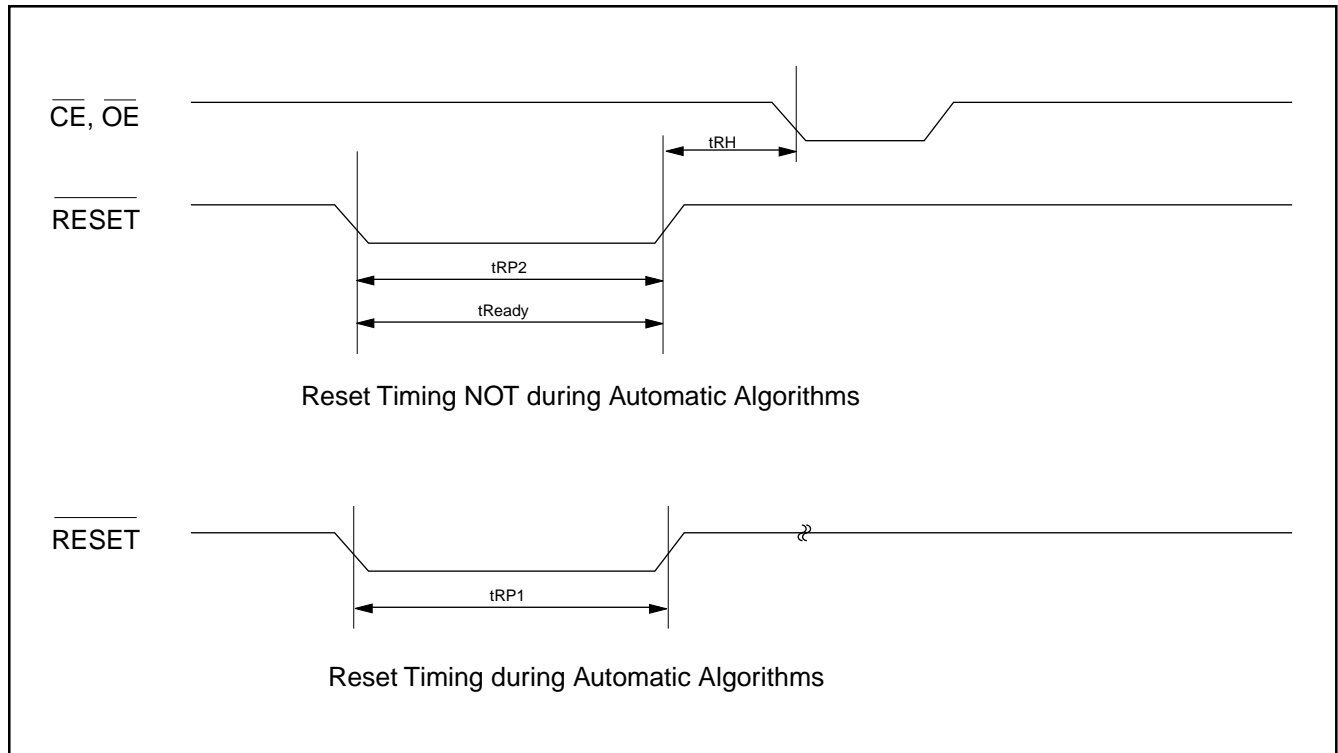 CE, OE
tRH
RESET
tRP2
tReady
Reset Timing NOT during Automatic Algorithms
RESET
tRP1
Reset Timing during Automatic Algorithms